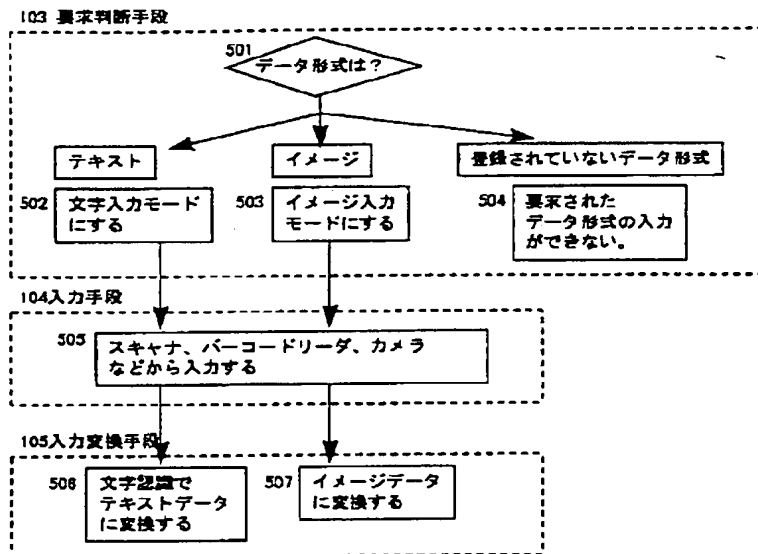 103 要求判断手段
501
データ形式は？
テキスト
イメージ
登録されていないデータ形式
502
文字入力モード
にする
503
イメージ入力
モードにする
504
要求された
データ形式の入力
ができない。
104入力手段
505
スキャナ、バーコードリーダ、カメラ
などから入力する
105入力変換手段
506
文字認識で
テキストデータ
に変換する
507
イメージデータ
に変換する